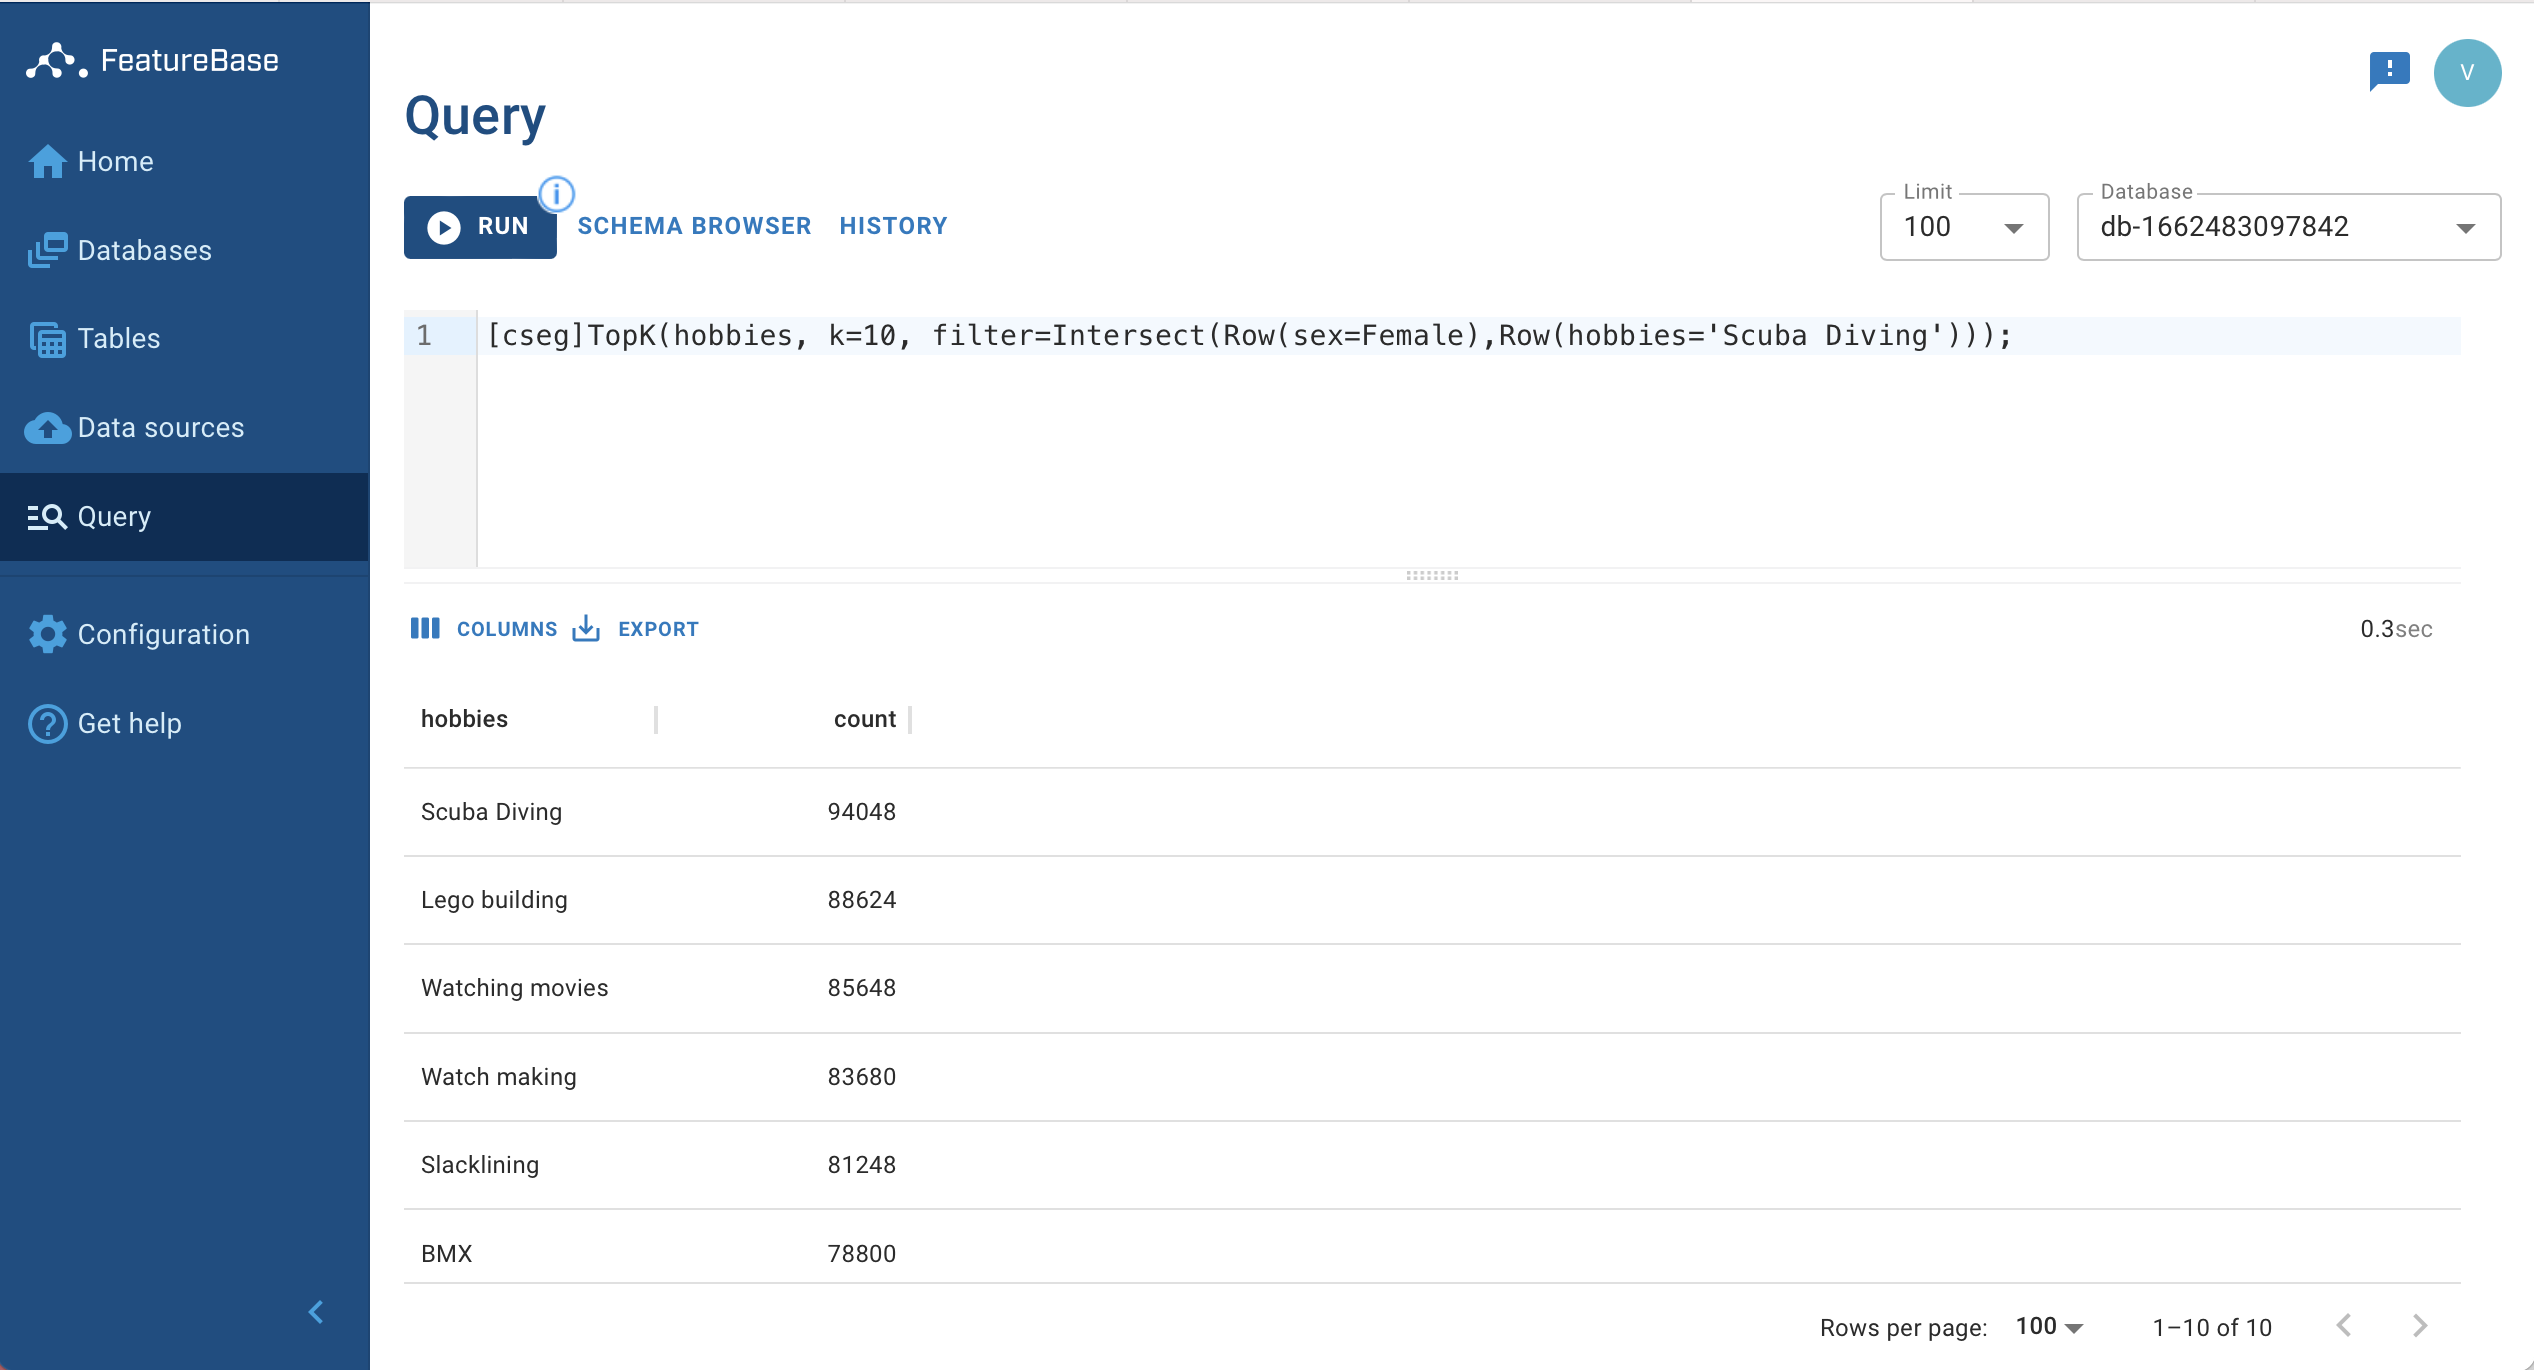 FeatureBase
Home
Databases
Tables
Data sources
Query
Configuration
Get help
V
Query
RUN
SCHEMA BROWSER
HISTORY
Limit
100
Database
db-1662483097842
1
[cseg]TopK(hobbies, k=10, filter=Intersect(Row(sex=Female),Row(hobbies='Scuba Diving')));
COLUMNS
EXPORT
0.3sec
hobbies count
Scuba Diving 94048
Lego building 88624
Watching movies 85648
Watch making 83680
Slacklining 81248
BMX 78800
Rows per page: 100 1–10 of 10